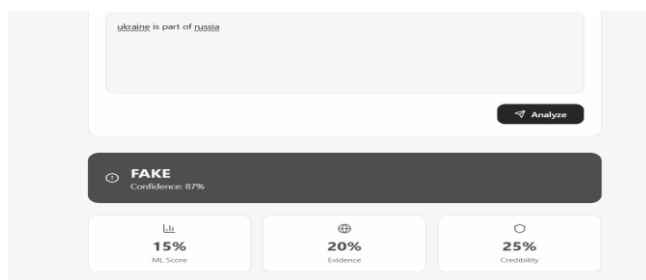 ukraine is part of russia
Analyze
FAKE
Confidence: 87%
15%
ML Score
20%
Evidence
25%
Credibility